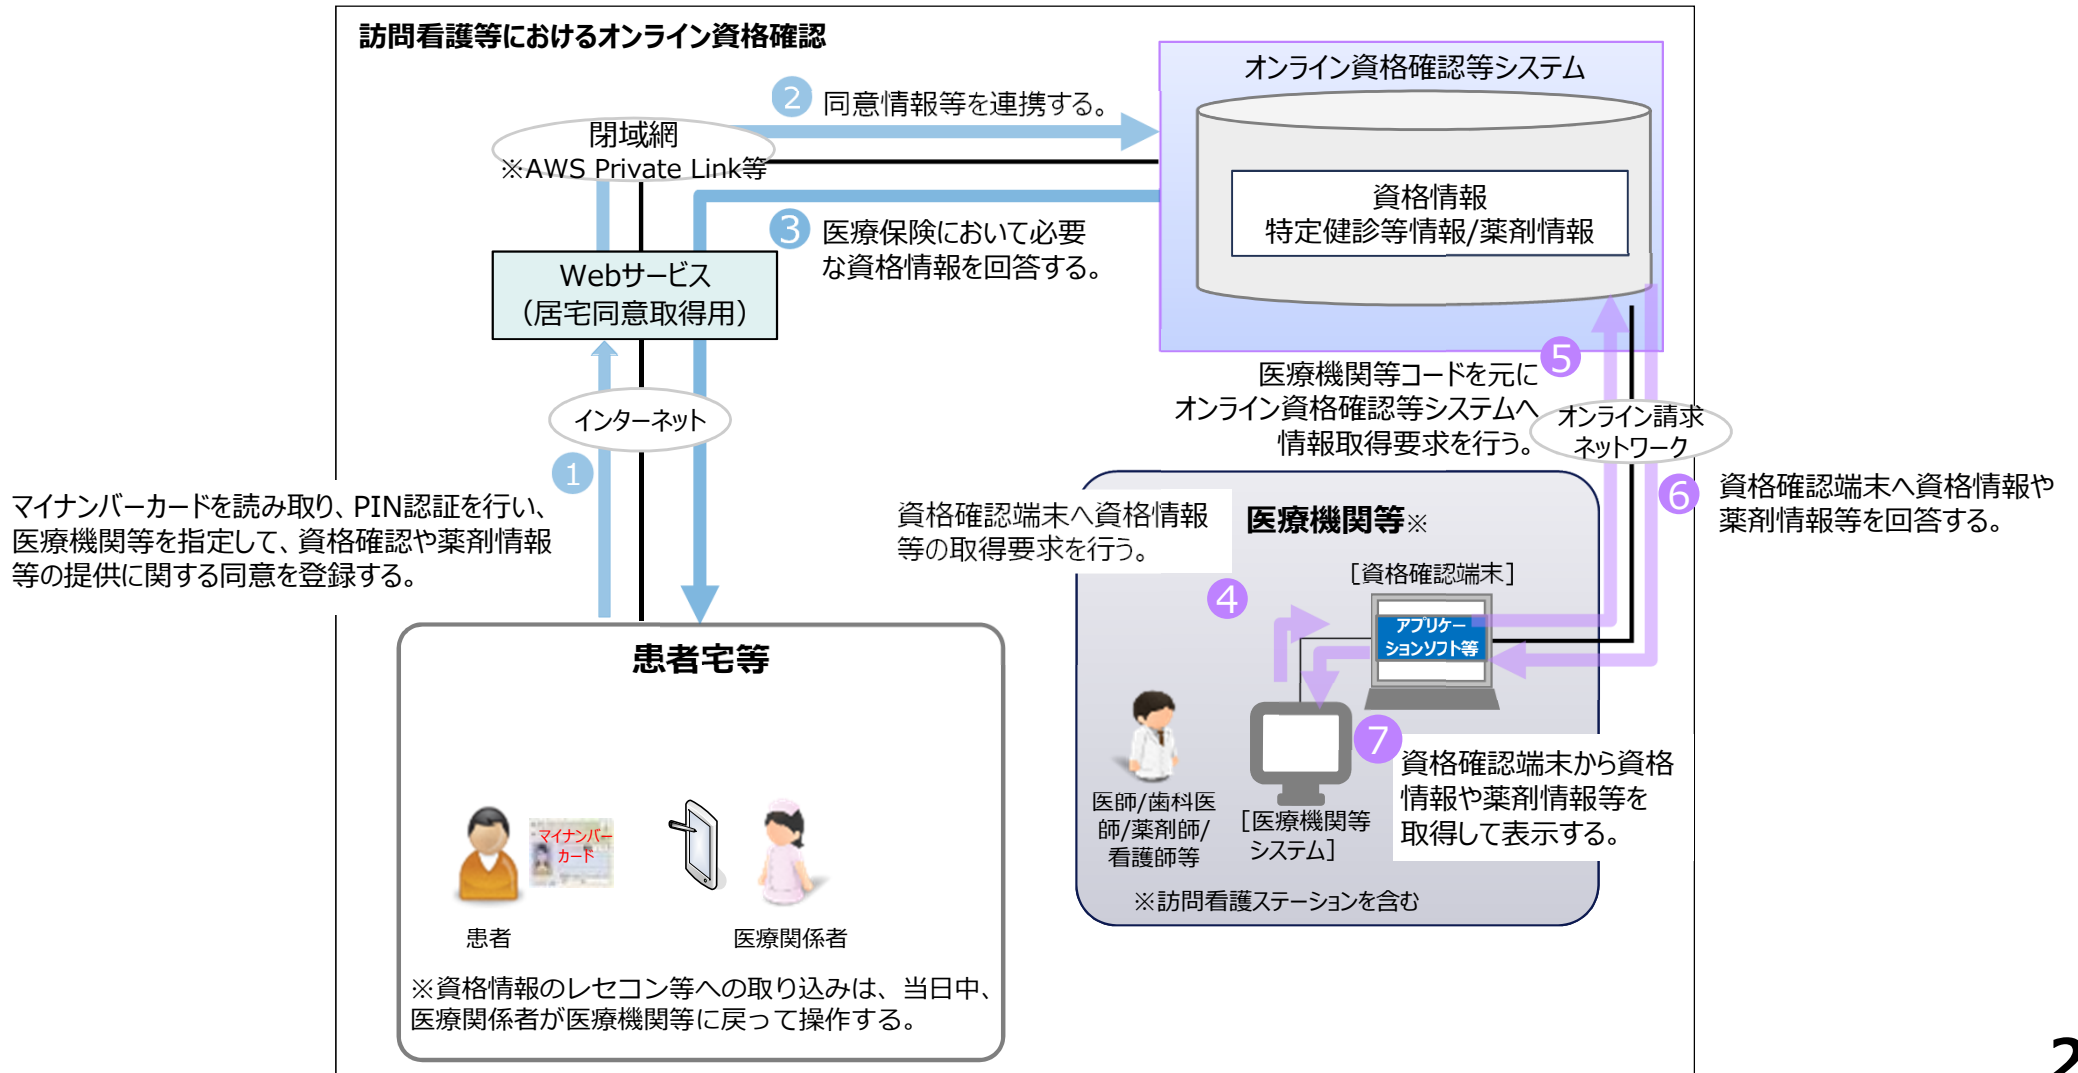 訪問看護等におけるオンライン資格確認
オンライン資格確認等システム
2 同意情報等を連携する。
閉域網
※AWS Private Link等
資格情報
特定健診等情報/薬剤情報
3 医療保険において必要
な資格情報を回答する。
Webサービス
（居宅同意取得用）
5
医療機関等コードを元に
オンライン資格確認等システムへ
情報取得要求を行う。
オンライン請求
ネットワーク
インターネット
1
マイナンバーカードを読み取り、PIN認証を行い、
医療機関等を指定して、資格確認や薬剤情報
等の提供に関する同意を登録する。
6 資格確認端末へ資格情報や
薬剤情報等を回答する。
資格確認端末へ資格情報
等の取得要求を行う。
4
医療機関等※
［資格確認端末］
アプリケー
ションソフト等
7
資格確認端末から資格
情報や薬剤情報等を
取得して表示する。
医師/歯科医
師/薬剤師/
看護師等
［医療機関等
システム］
※訪問看護ステーションを含む
患者宅等
マイナンバー
カード
患者
医療関係者
※資格情報のレセコン等への取り込みは、当日中、
医療関係者が医療機関等に戻って操作する。
2